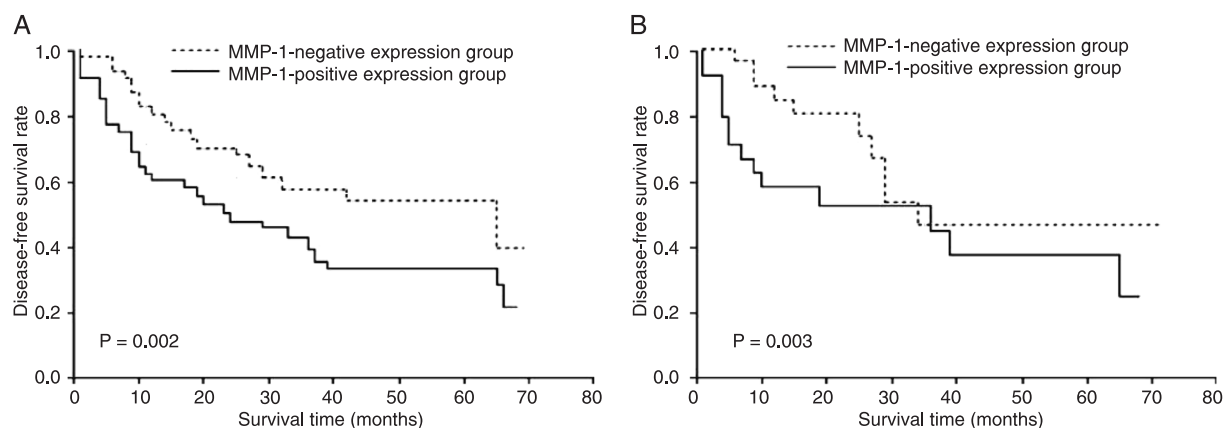 A
MMP-1-negative expression group
MMP-1-positive expression group
Disease-free survival rate
1.0
0.8
0.6
0.4
0.2
0.0
P = 0.002
0 10 20 30 40 50 60 70 80
Survival time (months)
B
MMP-1-negative expression group
MMP-1-positive expression group
Disease-free survival rate
1.0
0.8
0.6
0.4
0.2
0.0
P = 0.003
0 10 20 30 40 50 60 70 80
Survival time (months)